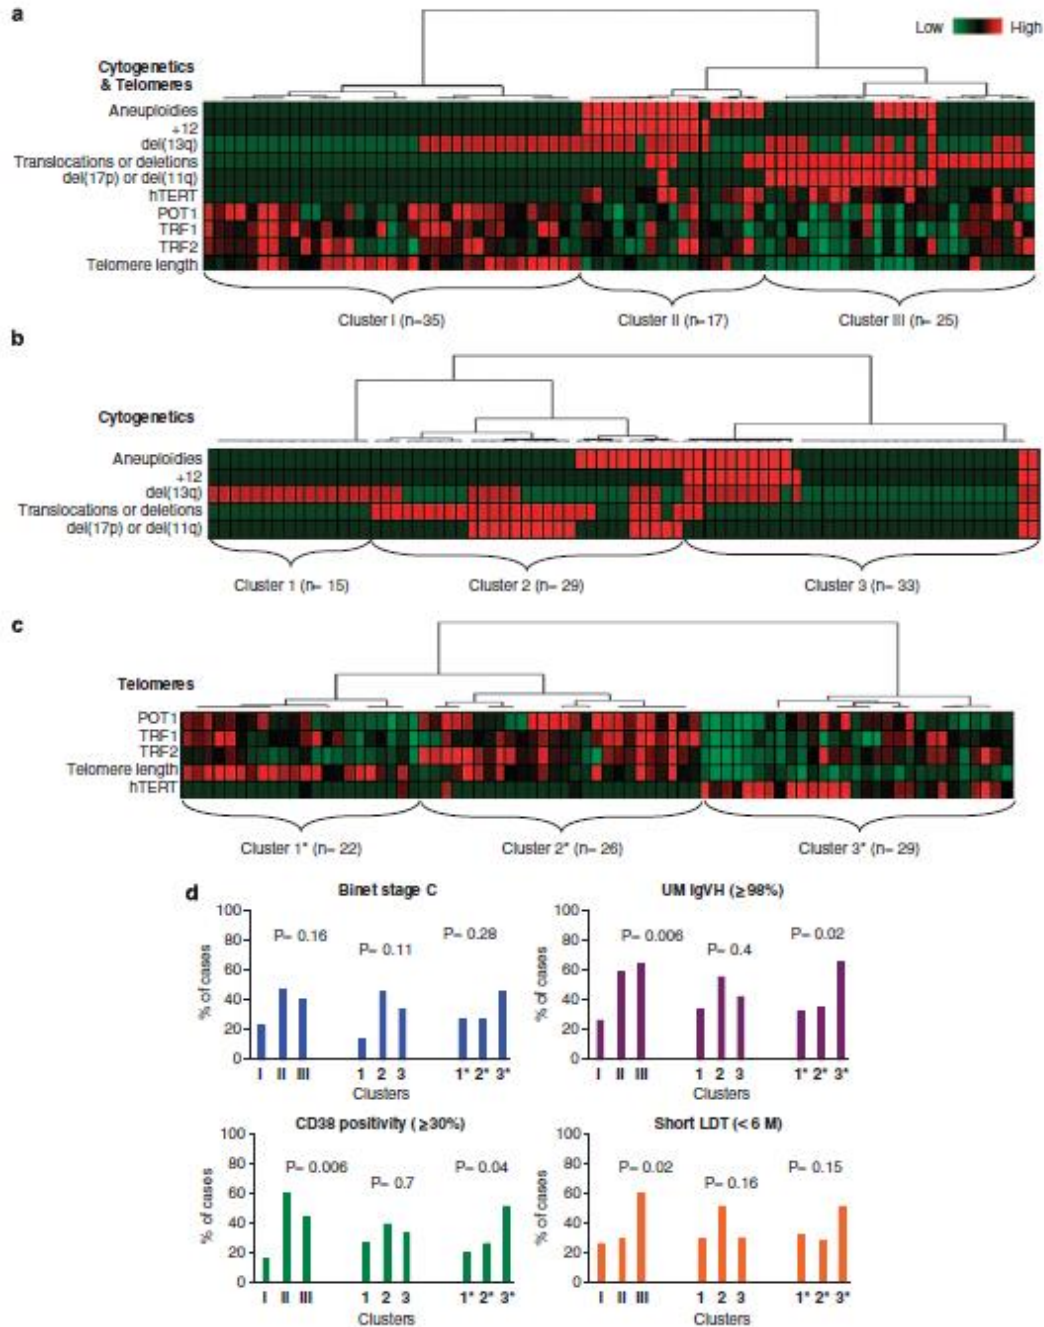 a
Low High
Cytogenetics
& Telomeres
Aneuploidies
+12
del(13q)
Translocations or deletions
del(17p) or del(11q)
hTERT
POT1
TRF1
TRF2
Telomere length
Cluster I (n=35)
Cluster II (n=17)
Cluster III (n= 25)
b
Cytogenetics
Aneuploidies
+12
del(13q)
Translocations or deletions
del(17p) or del(11q)
Cluster 1 (n= 15)
Cluster 2 (n= 29)
Cluster 3 (n= 33)
c
Telomeres
POT1
TRF1
TRF2
Telomere length
hTERT
Cluster 1* (n= 22)
Cluster 2* (n= 26)
Cluster 3* (n= 29)
d
Binet stage C
% of cases
100
80
60
40
20
0
P= 0.16
P= 0.11
P= 0.28
I II III 1 2 3 1* 2* 3*
Clusters
UM IgVH (≥98%)
% of cases
100
80
60
40
20
0
P= 0.006
P= 0.4
P= 0.02
I II III 1 2 3 1* 2* 3*
Clusters
CD38 positivity (≥30%)
% of cases
100
80
60
40
20
0
P= 0.006
P= 0.7
P= 0.04
I II III 1 2 3 1* 2* 3*
Clusters
Short LDT (< 6 M)
% of cases
100
80
60
40
20
0
P= 0.02
P= 0.16
P= 0.15
I II III 1 2 3 1* 2* 3*
Clusters